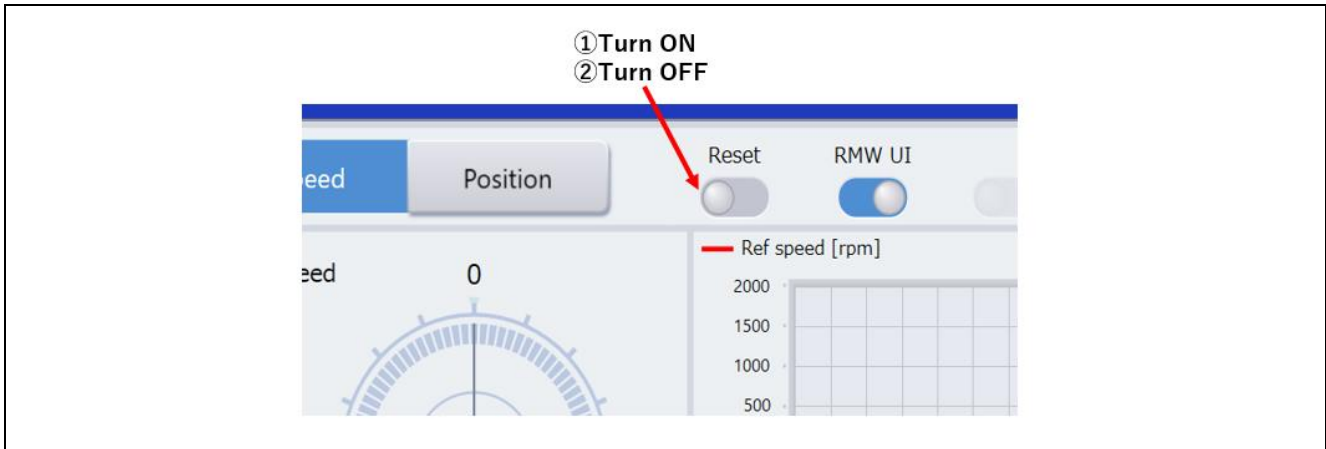 ①Turn ON
②Turn OFF
Reset RMW UI
eed Position
Ref speed [rpm]
eed 0
2000
1500
1000
500